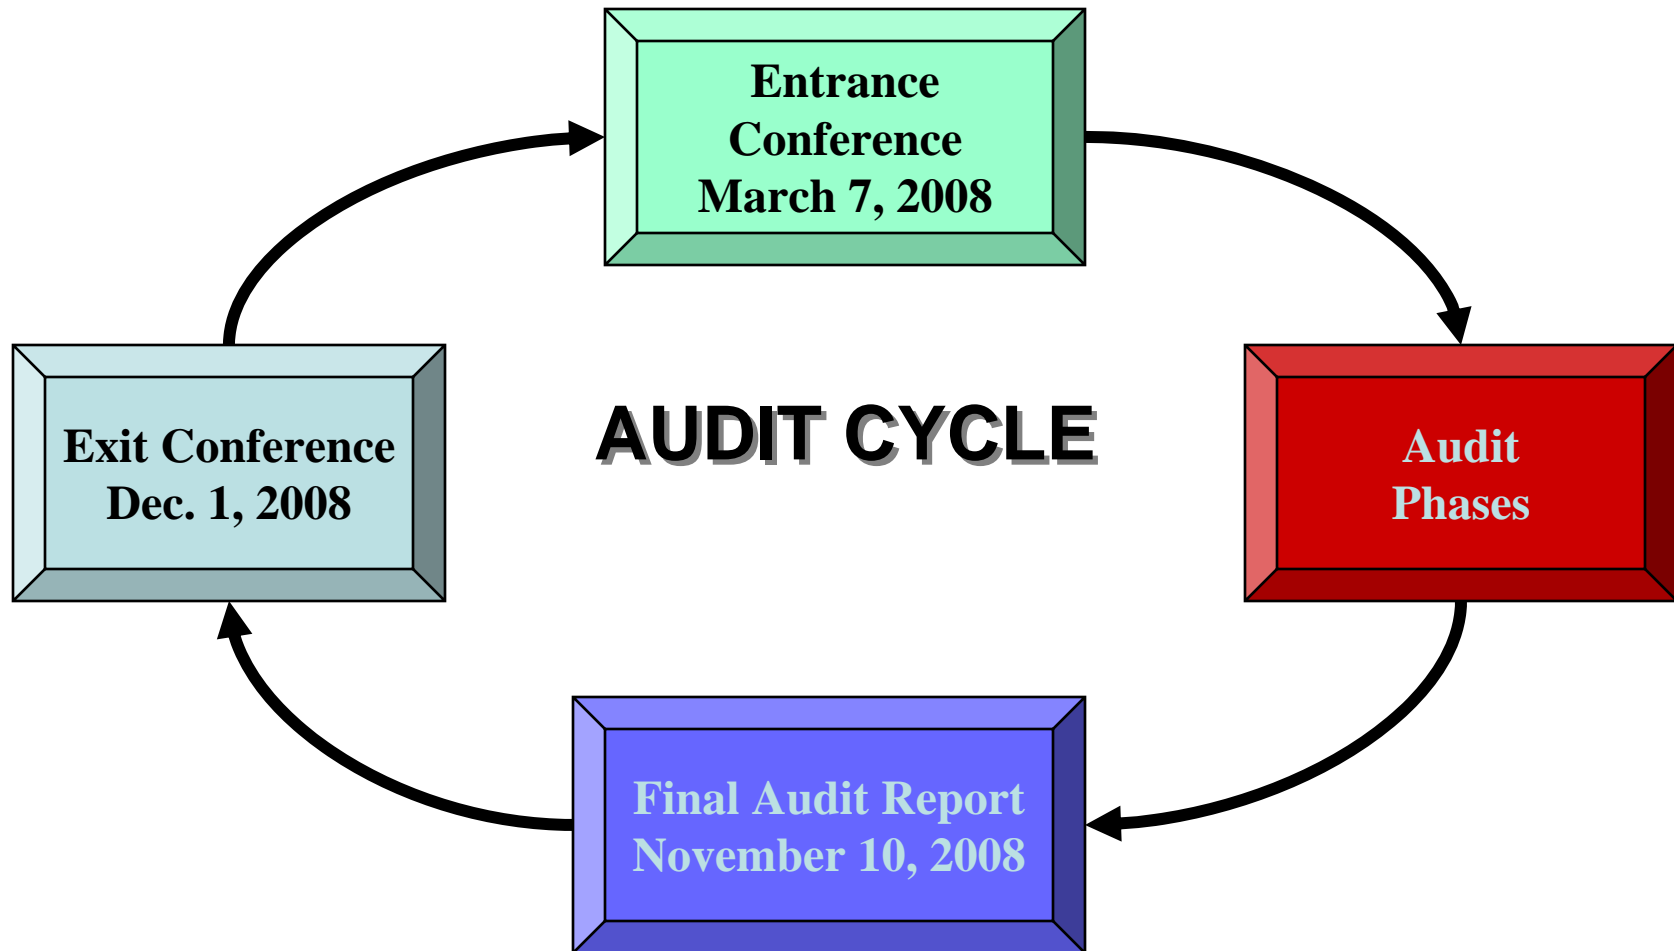 Entrance
Conference
March 7, 2008
AUDIT CYCLE
Exit Conference
Dec. 1, 2008
Audit
Phases
Final Audit Report
November 10, 2008